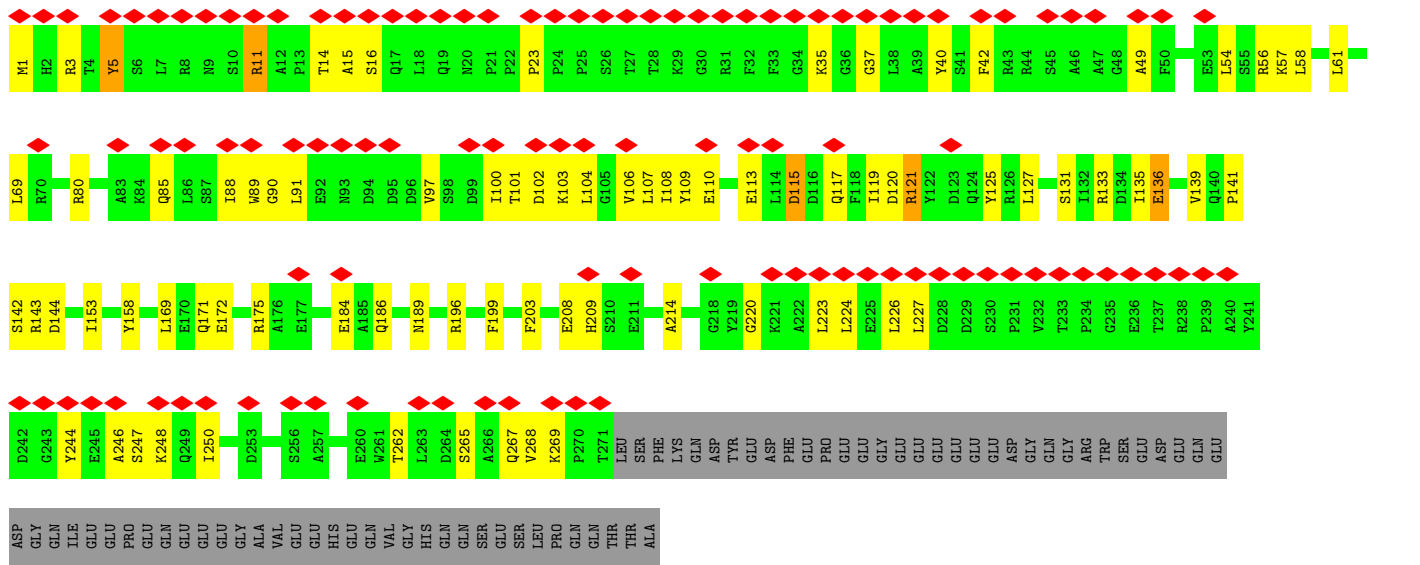 M1 H2 R3 T4 Y5 S6 L7 R8 N9 S10 R11 A12 P13 T14 A15 S16 Q17 L18 Q19 N20 P21 P22 P23 P24 P25 S26 T27 T28 K29 G30 R31 F32 F33 G34 K35 G36 G37 L38 A39 Y40 S41 F42 R43 R44 S45 A46 A47 G48 A49 F50 E53 L54 S55 R56 K57 L58 L61
L69 R70 R80 A83 K84 Q85 L86 S87 I88 W89 G90 L91 E92 N93 D94 D95 D96 V97 S98 D99 I100 T101 D102 K103 L104 G105 V106 L107 I108 Y109 E110 E113 L114 D115 D116 Q117 F118 I119 D120 R121 Y122 D123 Q124 Y125 R126 L127 S131 I132 R133 D134 I135 E136 V139 Q140 P141
S142 R143 D144 I153 Y158 L169 E170 Q171 E172 R175 A176 E177 E184 A185 Q186 N189 R196 F199 F203 E208 H209 S210 E211 A214 G218 Y219 G220 K221 A222 L223 L224 E225 L226 L227 D228 D229 S230 P231 V232 T233 P234 G235 E236 T237 R238 P239 A240 Y241
D242 G243 Y244 E245 A246 S247 K248 Q249 I250 D253 S256 A257 E260 W261 T262 L263 D264 S265 A266 Q267 V268 K269 P270 T271 LEU SER PHE LYS GLN ASP TYR GLU ASP PHE GLU PRO GLU GLU GLY GLU GLU GLU GLU GLU GLU ASP GLY GLN GLY ARG TRP SER GLU ASP GLU GLN GLU
ASP GLY GLN ILE GLU GLU PRO GLU GLN GLU GLU GLU GLY ALA VAL GLU GLU HIS GLU GLN VAL GLY HIS GLN GLN SER GLU SER LEU PRO GLN GLN THR THR ALA